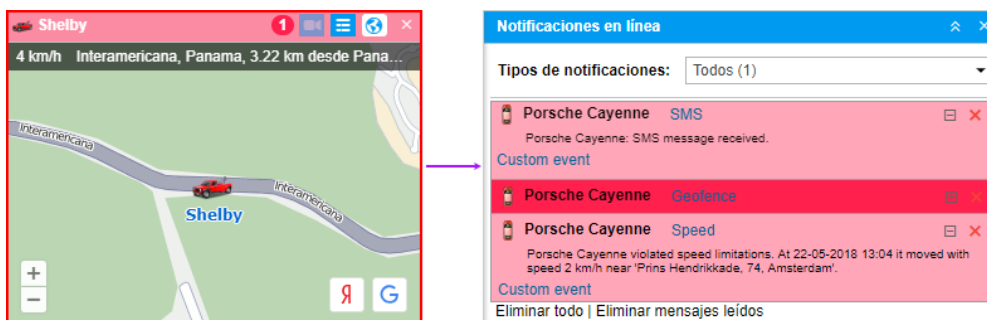 Shelby
1
4 km/h Interamericana, Panama, 3.22 km desde Pana...
Interamericana
Interamericana
Shelby
+
−
Я
G
Notificaciones en línea
Tipos de notificaciones: Todos (1)
Porsche Cayenne SMS
Porsche Cayenne: SMS message received.
Custom event
Porsche Cayenne Geofence
Porsche Cayenne Speed
Porsche Cayenne violated speed limitations. At 22-05-2018 13:04 it moved with
speed 2 km/h near 'Prins Hendrikkade, 74, Amsterdam'.
Custom event
Eliminar todo | Eliminar mensajes leídos